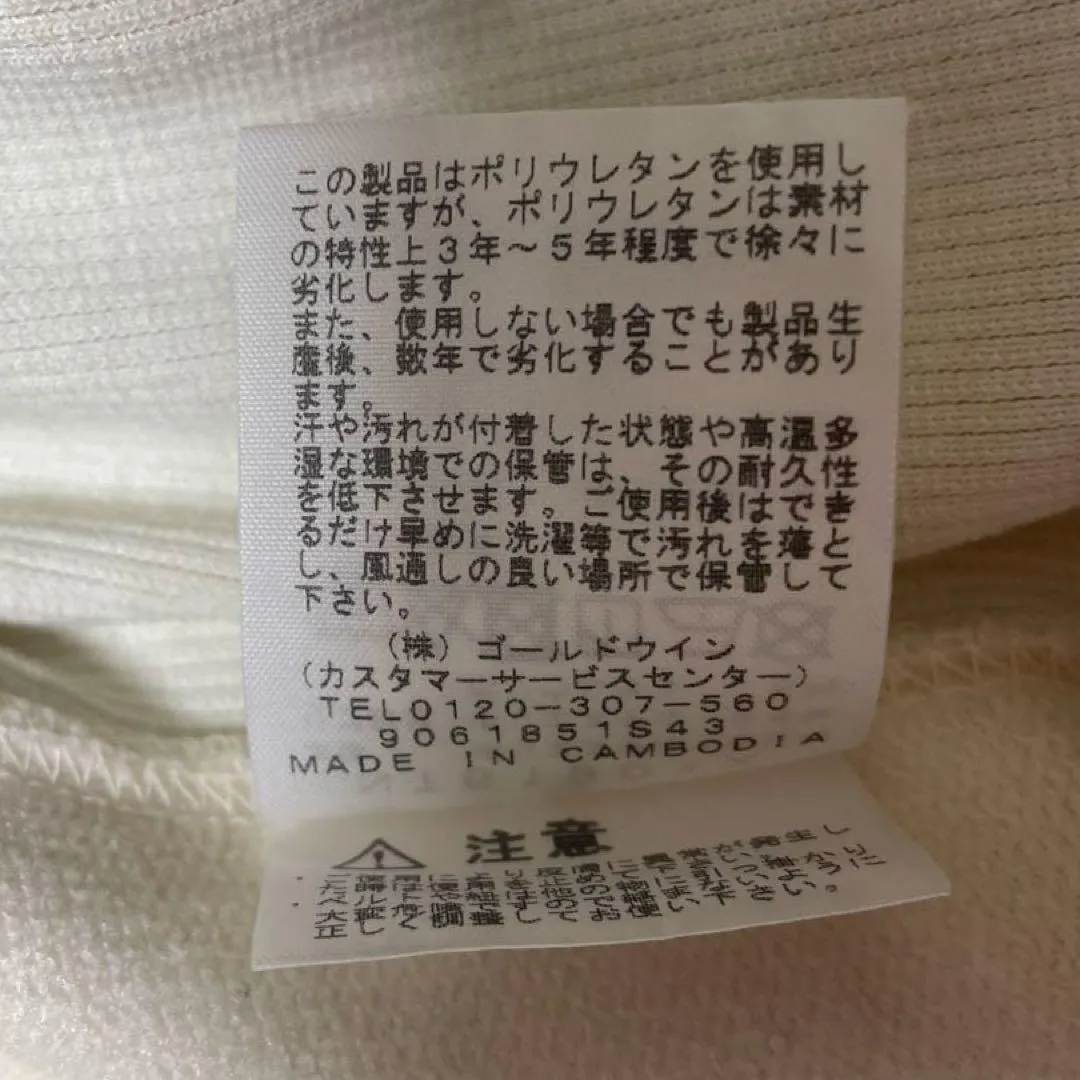 この製品はポリウレタンを使用し
ていますが、ポリウレタンは素材
の特性上３年～５年程度で徐々に
劣化します。
また、使用しない場合でも製品生
産後、数年で劣化することがあり
ます。
汗や汚れが付着した状態や高温多
湿な環境での保管は、その耐久性
を低下させます。ご使用後はでき
るだけ早めに洗濯等で汚れを落と
し、風通しの良い場所で保管して
下さい。
（株）ゴールドウイン
（カスタマーサービスセンター）
TEL0120-307-560
9061851S43
MADE IN CAMBODIA
注意